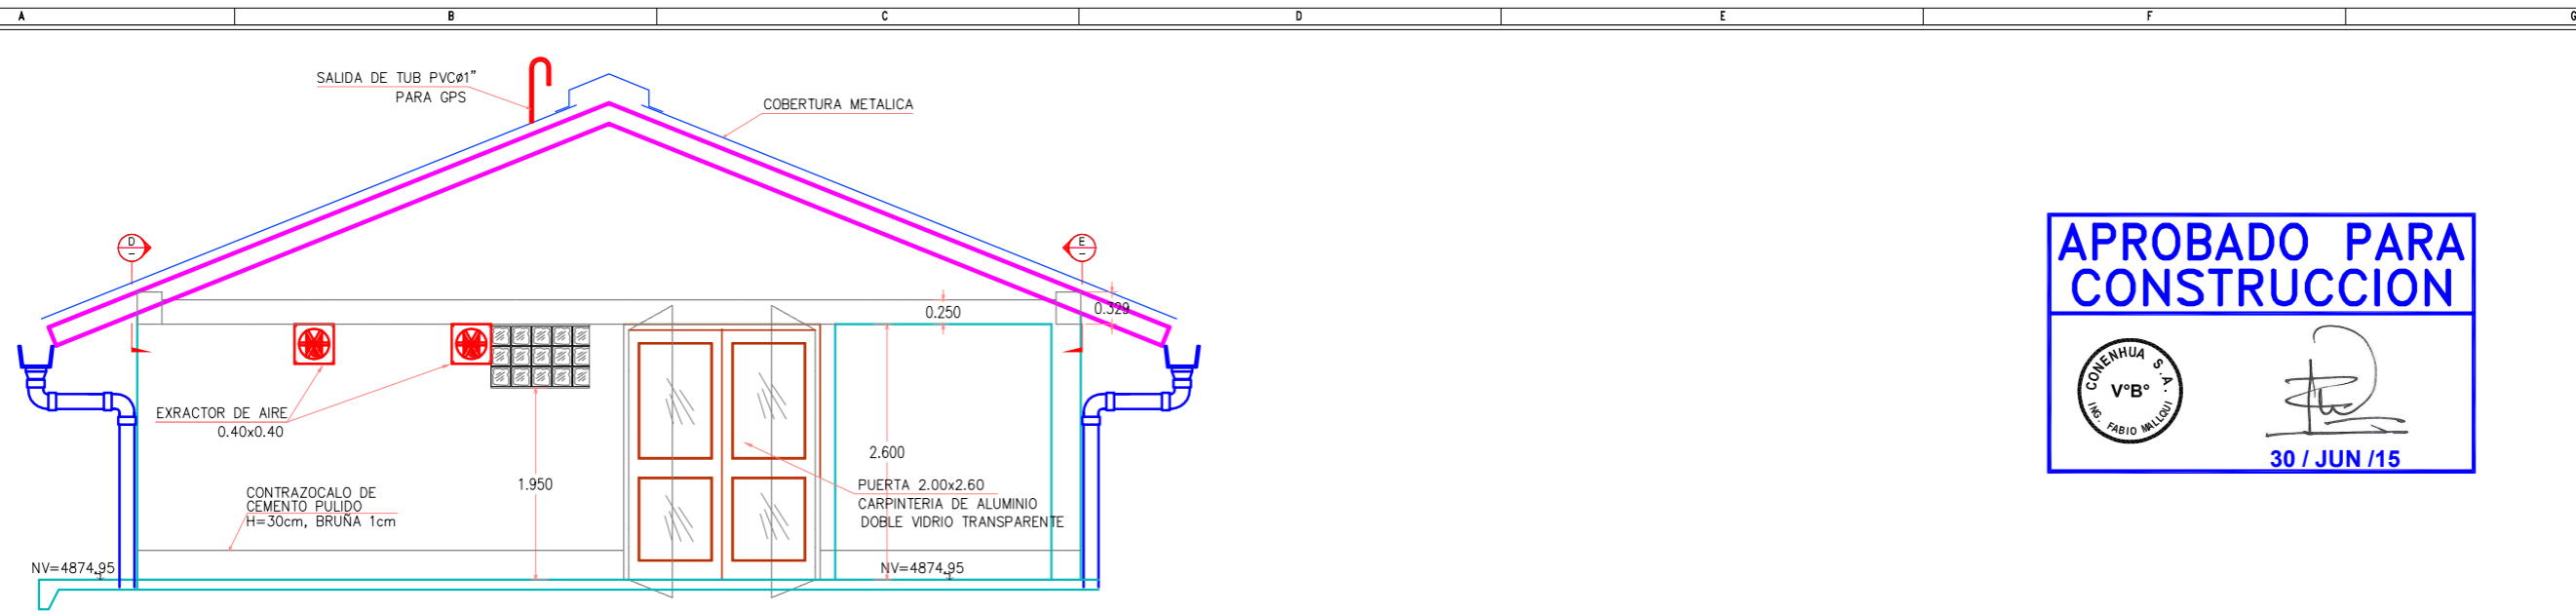 A B C D E F G
SALIDA DE TUB PVCø1"
PARA GPS
COBERTURA METALICA
D
–
E
–
0.250
0.329
EXRACTOR DE AIRE
0.40x0.40
2.600
1.950
PUERTA 2.00x2.60
CARPINTERIA DE ALUMINIO
DOBLE VIDRIO TRANSPARENTE
CONTRAZOCALO DE
CEMENTO PULIDO
H=30cm, BRUÑA 1cm
NV=4874.95
NV=4874.95
APROBADO PARA
CONSTRUCCION
CONENHUA S.A.
V°B°
ING. FABIO MALLQUI
30 / JUN /15